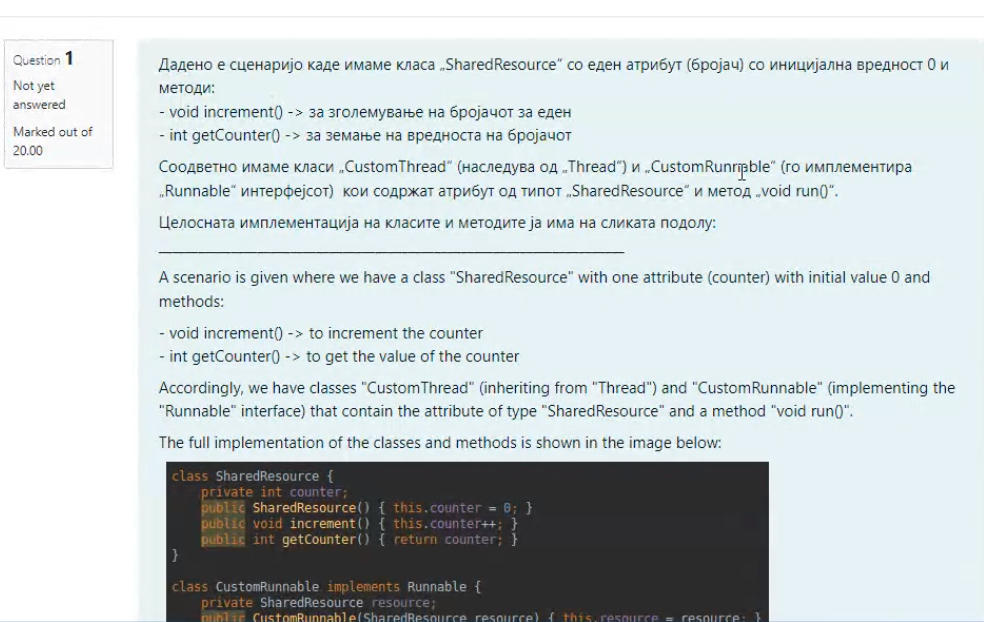 Question 1
Not yet
answered
Marked out of
20.00
Дадено е сценаријо каде имаме класа „SharedResource“ со еден атрибут (бројач) со иницијална вредност 0 и
методи:
- void increment() -> за зголемување на бројачот за еден
- int getCounter() -> за земање на вредноста на бројачот
Соодветно имаме класи „CustomThread“ (наследува од „Thread“) и „CustomRunnable“ (го имплементира
„Runnable“ интерфејсот) кои содржат атрибут од типот „SharedResource“ и метод „void run()“.
Целосната имплементација на класите и методите ја има на сликата подолу:
A scenario is given where we have a class "SharedResource" with one attribute (counter) with initial value 0 and
methods:
- void increment() -> to increment the counter
- int getCounter() -> to get the value of the counter
Accordingly, we have classes "CustomThread" (inheriting from "Thread") and "CustomRunnable" (implementing the
"Runnable" interface) that contain the attribute of type "SharedResource" and a method "void run()".
The full implementation of the classes and methods is shown in the image below:
class SharedResource {
private int counter;
public SharedResource() { this.counter = 0; }
public void increment() { this.counter++; }
public int getCounter() { return counter; }
}
class CustomRunnable implements Runnable {
private SharedResource resource;
public CustomRunnable(SharedResource resource) { this.resource = resource; }